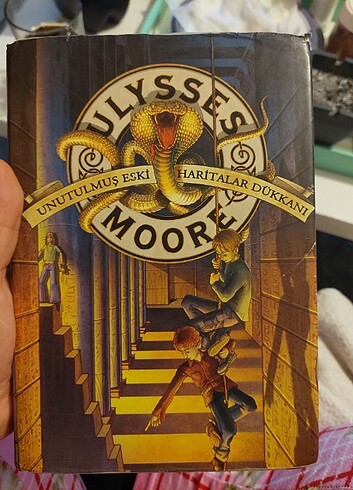 ULYSSES
UNUTULMUŞ ESKİ HARİTALAR DÜKKANI
MOORE